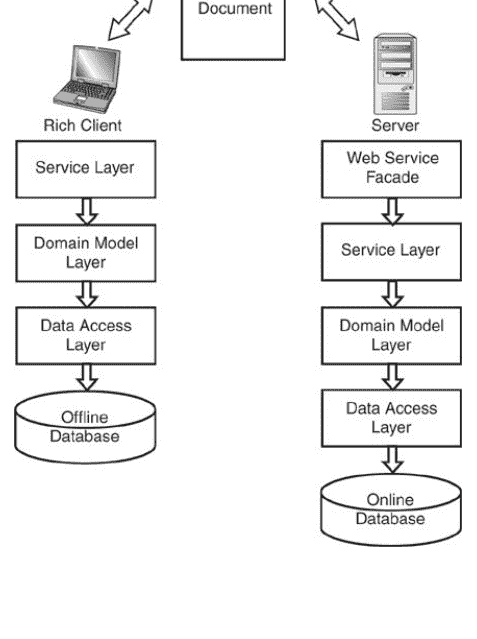 Document
Rich Client
Server
Service Layer
Web Service
Facade
Domain Model
Layer
Service Layer
Data Access
Layer
Domain Model
Layer
Offline
Database
Data Access
Layer
Online
Database